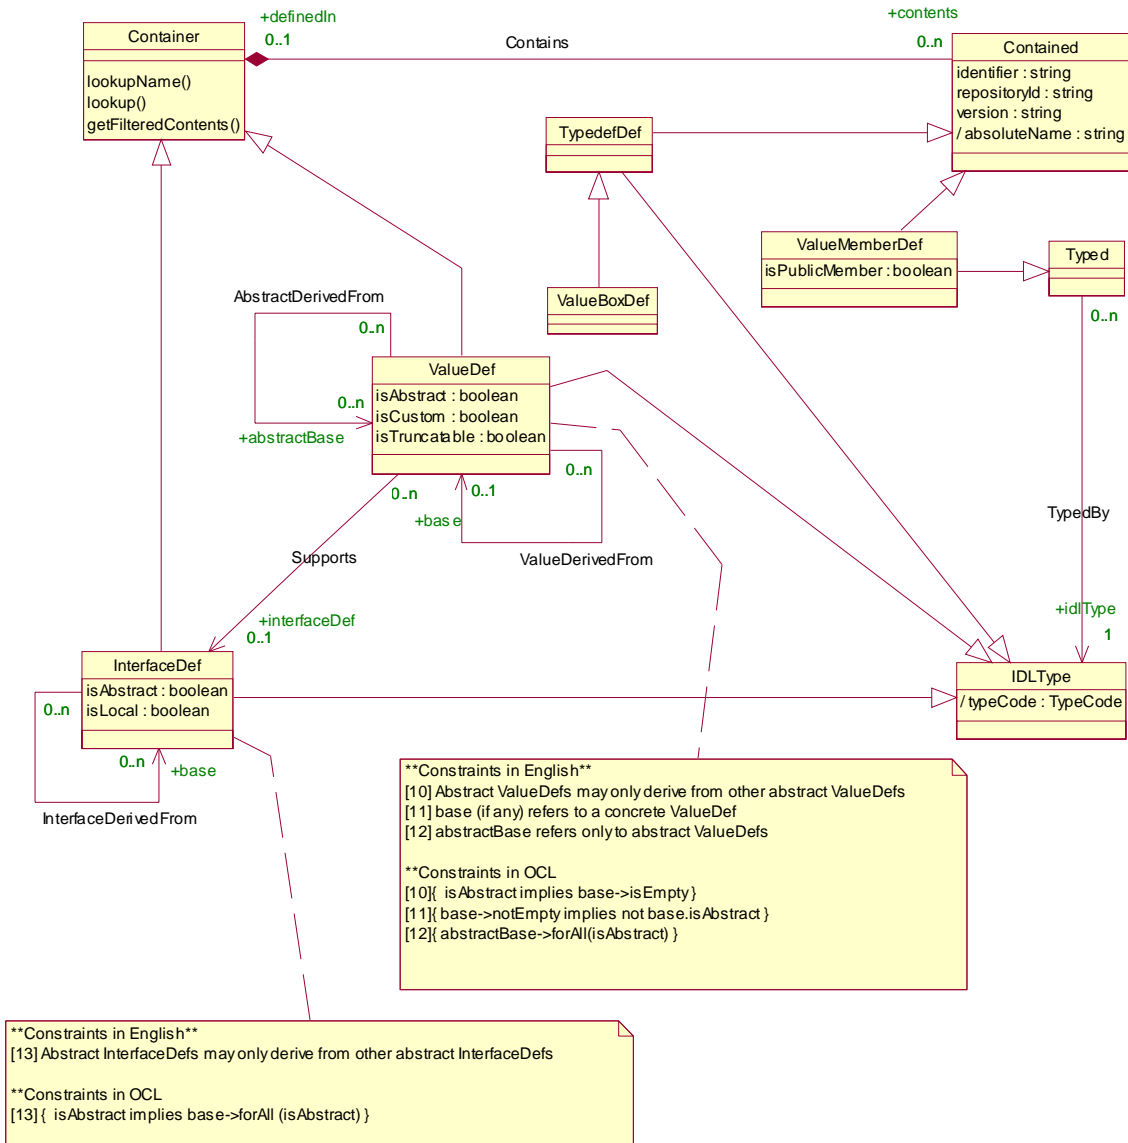 +definedIn
0..1
Contains
+contents
0..n
Container
lookupName()
lookup()
getFilteredContents()
Contained
identifier : string
repositoryId : string
version : string
/ absoluteName : string
TypedefDef
ValueBoxDef
ValueMemberDef
isPublicMember : boolean
Typed
0..n
AbstractDerivedFrom
0..n
0..n
+abstractBase
ValueDef
isAbstract : boolean
isCustom : boolean
isTruncatable : boolean
0..n
0..1
+base
0..n
ValueDerivedFrom
Supports
+interfaceDef
0..1
TypedBy
+idlType
1
InterfaceDef
isAbstract : boolean
isLocal : boolean
0..n
0..n
+base
InterfaceDerivedFrom
IDLType
/ typeCode : TypeCode
**Constraints in English**
[10] Abstract ValueDefs may only derive from other abstract ValueDefs
[11] base (if any) refers to a concrete ValueDef
[12] abstractBase refers only to abstract ValueDefs
**Constraints in OCL
[10]{ isAbstract implies base->isEmpty }
[11]{ base->notEmpty implies not base.isAbstract }
[12]{ abstractBase->forAll(isAbstract) }
**Constraints in English**
[13] Abstract InterfaceDefs may only derive from other abstract InterfaceDefs
**Constraints in OCL
[13] { isAbstract implies base->forAll (isAbstract) }